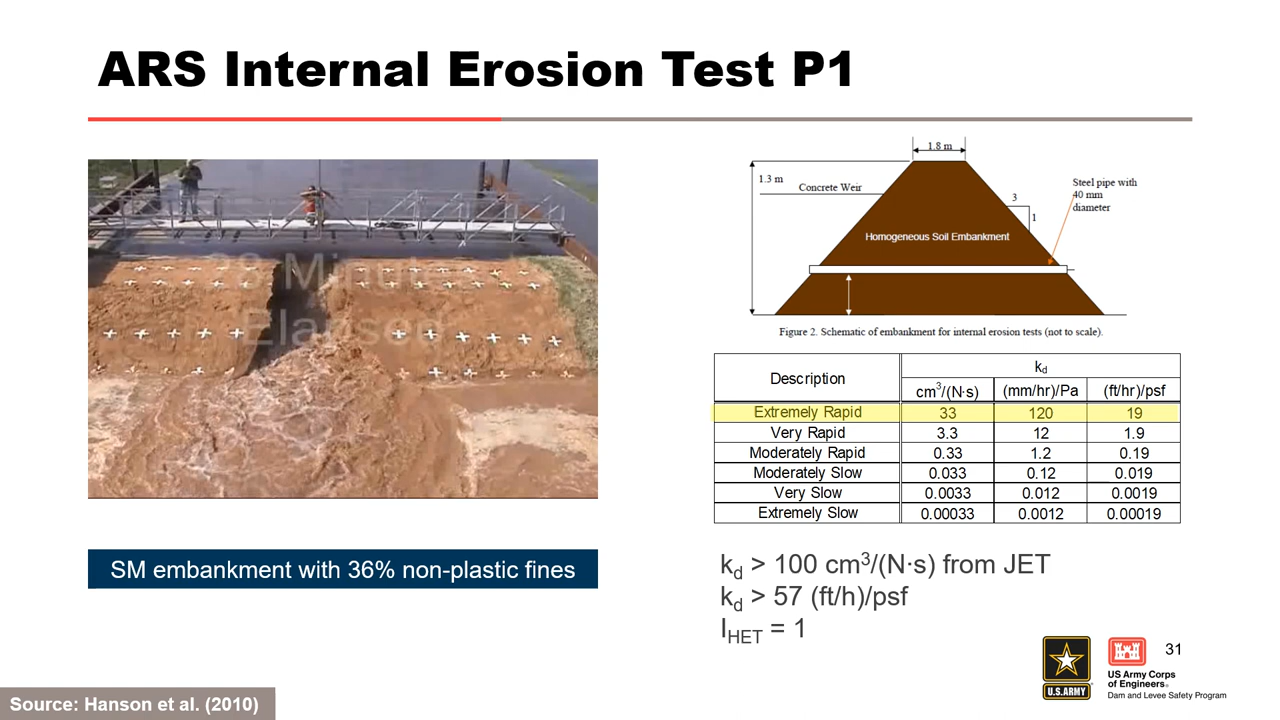 ARS Internal Erosion Test P1
28 Minutes
Elapsed
1.8 m
1.3 m
Concrete Weir
Steel pipe with
40 mm
diameter
3
1
Homogeneous Soil Embankment
Figure 2. Schematic of embankment for internal erosion tests (not to scale).
Description kd
cm3/(N·s) (mm/hr)/Pa (ft/hr)/psf
Extremely Rapid 33 120 19
Very Rapid 3.3 12 1.9
Moderately Rapid 0.33 1.2 0.19
Moderately Slow 0.033 0.12 0.019
Very Slow 0.0033 0.012 0.0019
Extremely Slow 0.00033 0.0012 0.00019
SM embankment with 36% non-plastic fines
kd > 100 cm3/(N·s) from JET
kd > 57 (ft/h)/psf
IHET = 1
31
U.S.ARMY
US Army Corps
of Engineers®
Dam and Levee Safety Program
Source: Hanson et al. (2010)